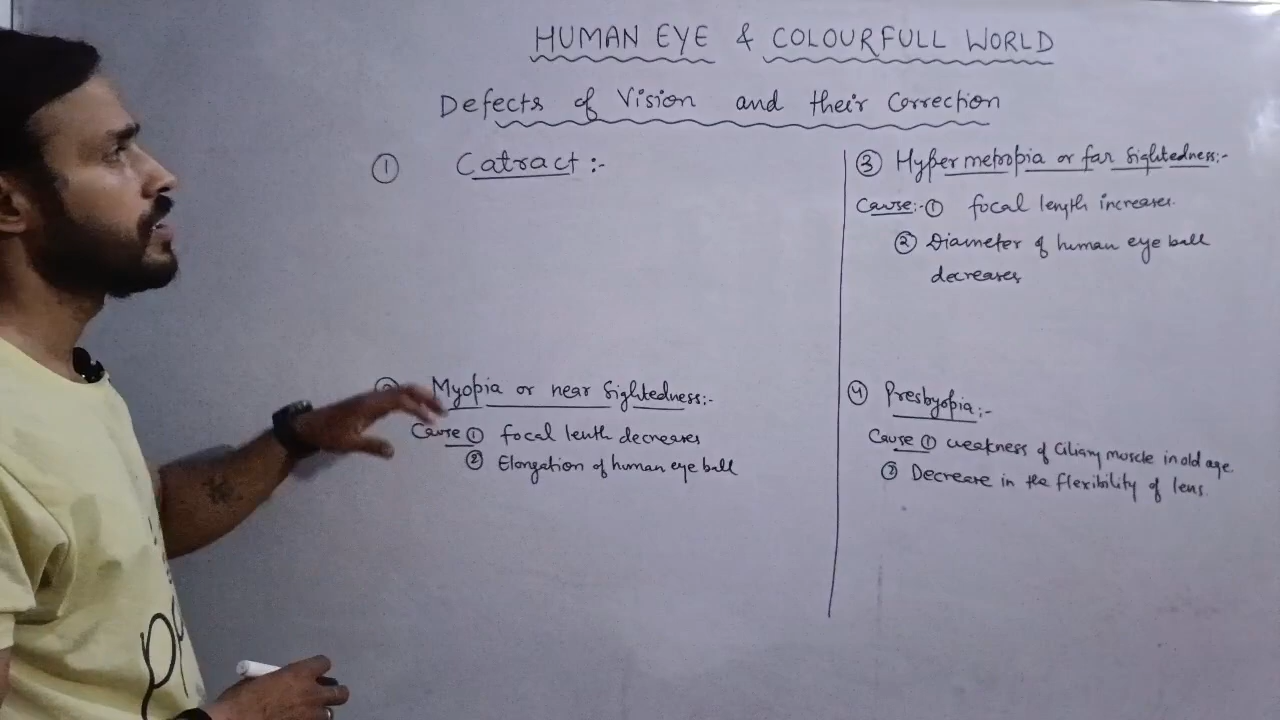 HUMAN EYE & COLOURFULL WORLD
Defects of Vision and their Correction
① Catract :-
② Myopia or near sightedness:-
Cause ① focal lenth decreases
② Elongation of human eye ball
③ Hypermetropia or far sightedness:-
Cause:- ① focal length increases.
② Diameter of human eye ball
decreases
④ Presbyopia:-
Cause ① weakness of Ciliary muscle in old age.
② Decrease in the flexibility of lens.